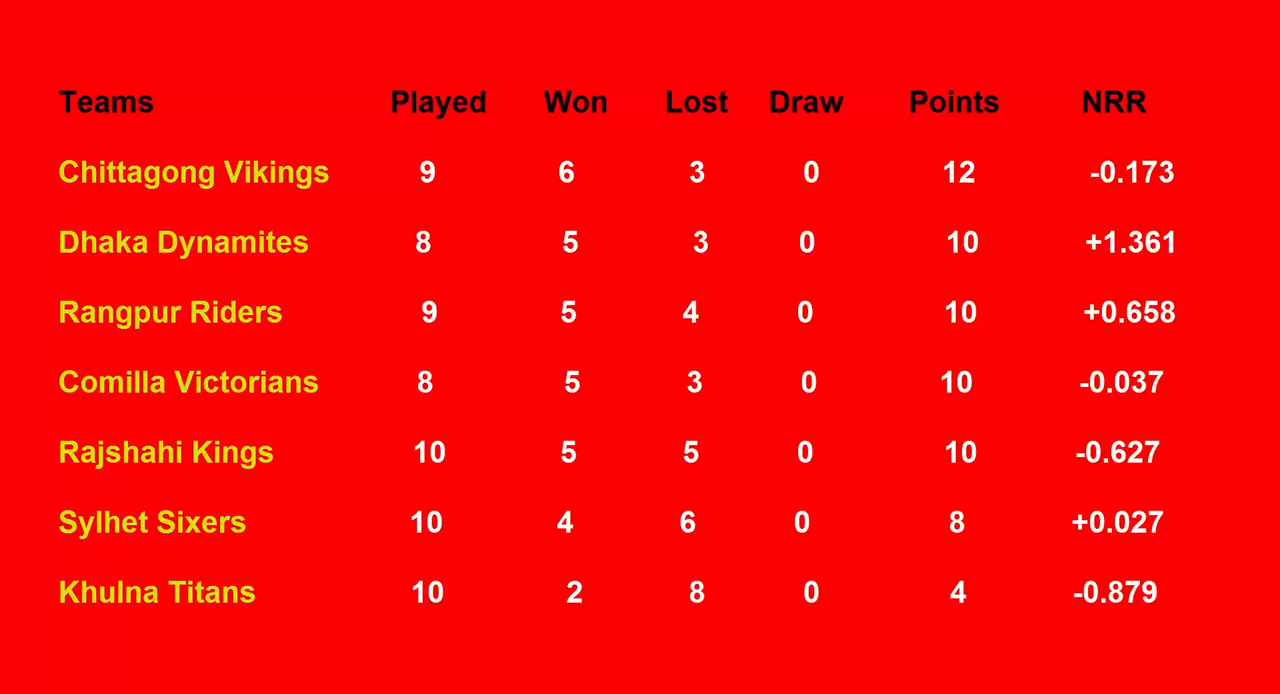 Teams Played Won Lost Draw Points NRR
Chittagong Vikings 9 6 3 0 12 -0.173
Dhaka Dynamites 8 5 3 0 10 +1.361
Rangpur Riders 9 5 4 0 10 +0.658
Comilla Victorians 8 5 3 0 10 -0.037
Rajshahi Kings 10 5 5 0 10 -0.627
Sylhet Sixers 10 4 6 0 8 +0.027
Khulna Titans 10 2 8 0 4 -0.879